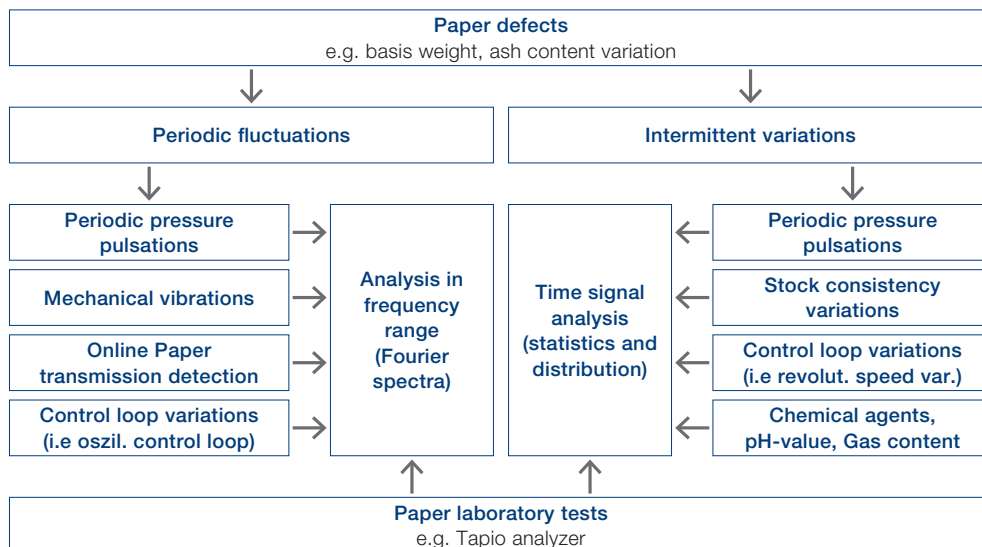 Paper defects
e.g. basis weight, ash content variation
Periodic fluctuations
Intermittent variations
Periodic pressure
pulsations
Mechanical vibrations
Online Paper
transmission detection
Control loop variations
(i.e oszil. control loop)
Analysis in
frequency
range
(Fourier
spectra)
Time signal
analysis
(statistics and
distribution)
Periodic pressure
pulsations
Stock consistency
variations
Control loop variations
(i.e revolut. speed var.)
Chemical agents,
pH-value, Gas content
Paper laboratory tests
e.g. Tapio analyzer